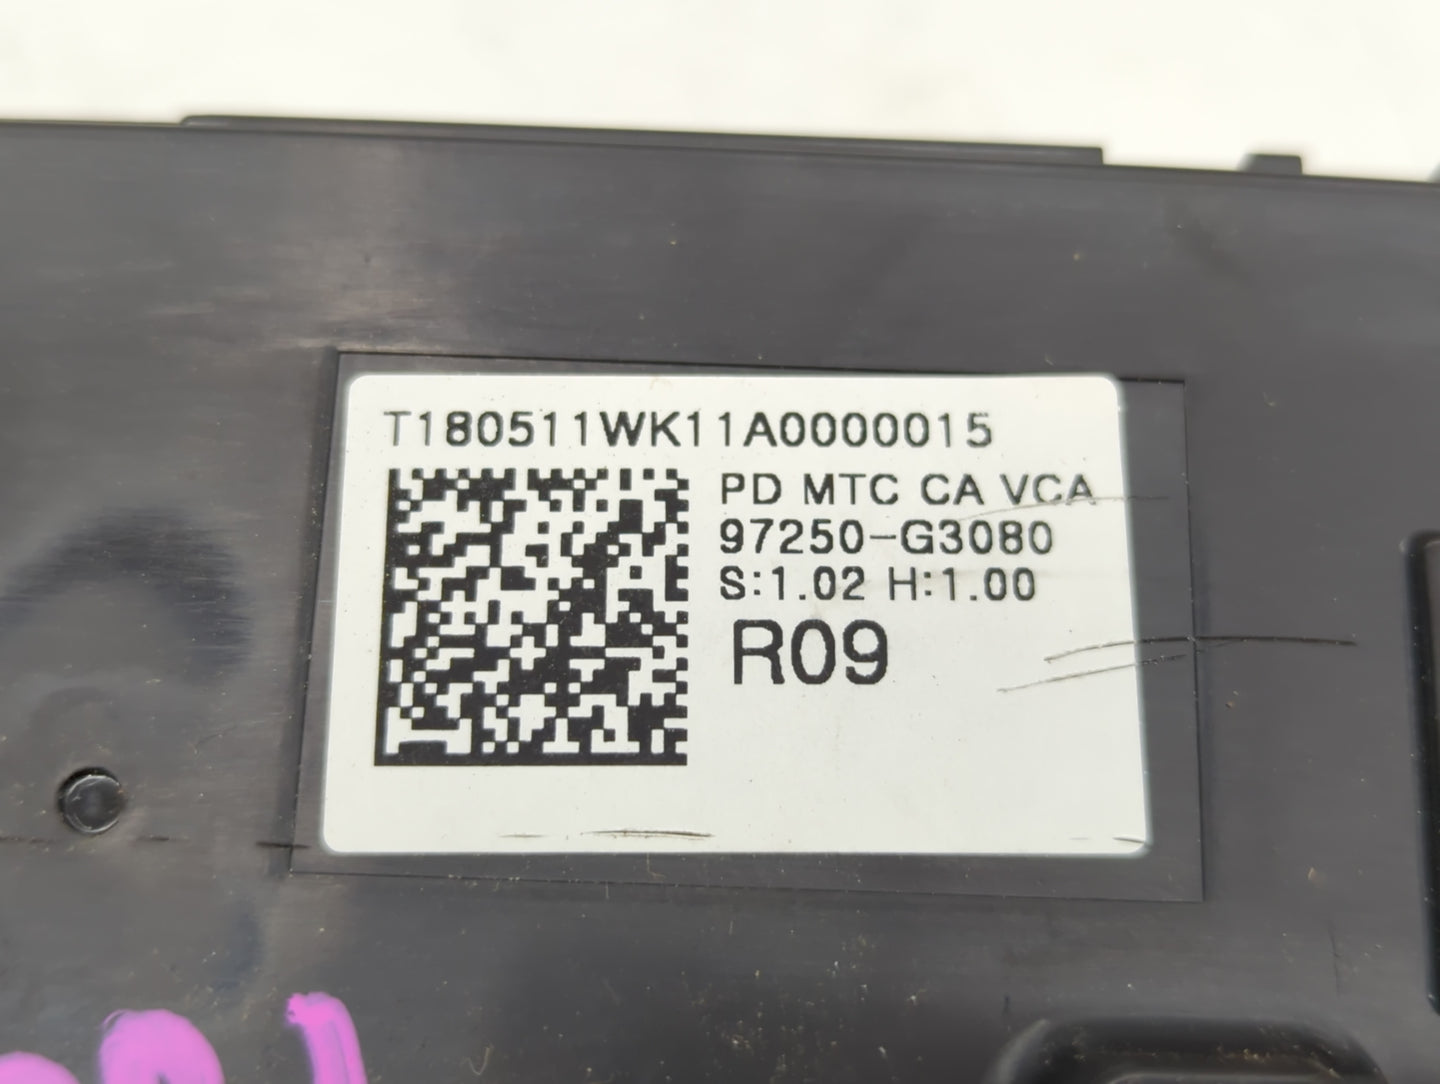 T180511WK11A0000015
PD MTC CA VCA
97250-G3080
S:1.02 H:1.00
R09